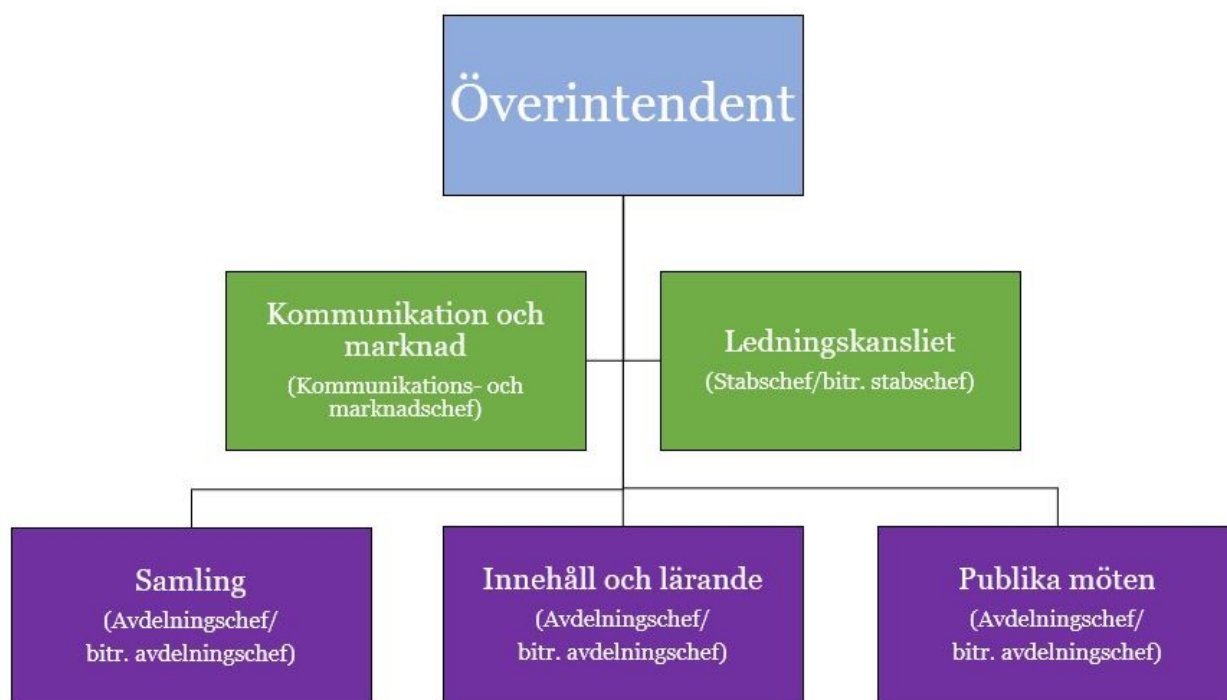 Överintendent
Kommunikation och
marknad
(Kommunikations- och
marknadschef)
Ledningskansliet
(Stabschef/bitr. stabschef)
Samling
(Avdelningschef/
bitr. avdelningschef)
Innehåll och lärande
(Avdelningschef/
bitr. avdelningschef)
Publika möten
(Avdelningschef/
bitr. avdelningschef)